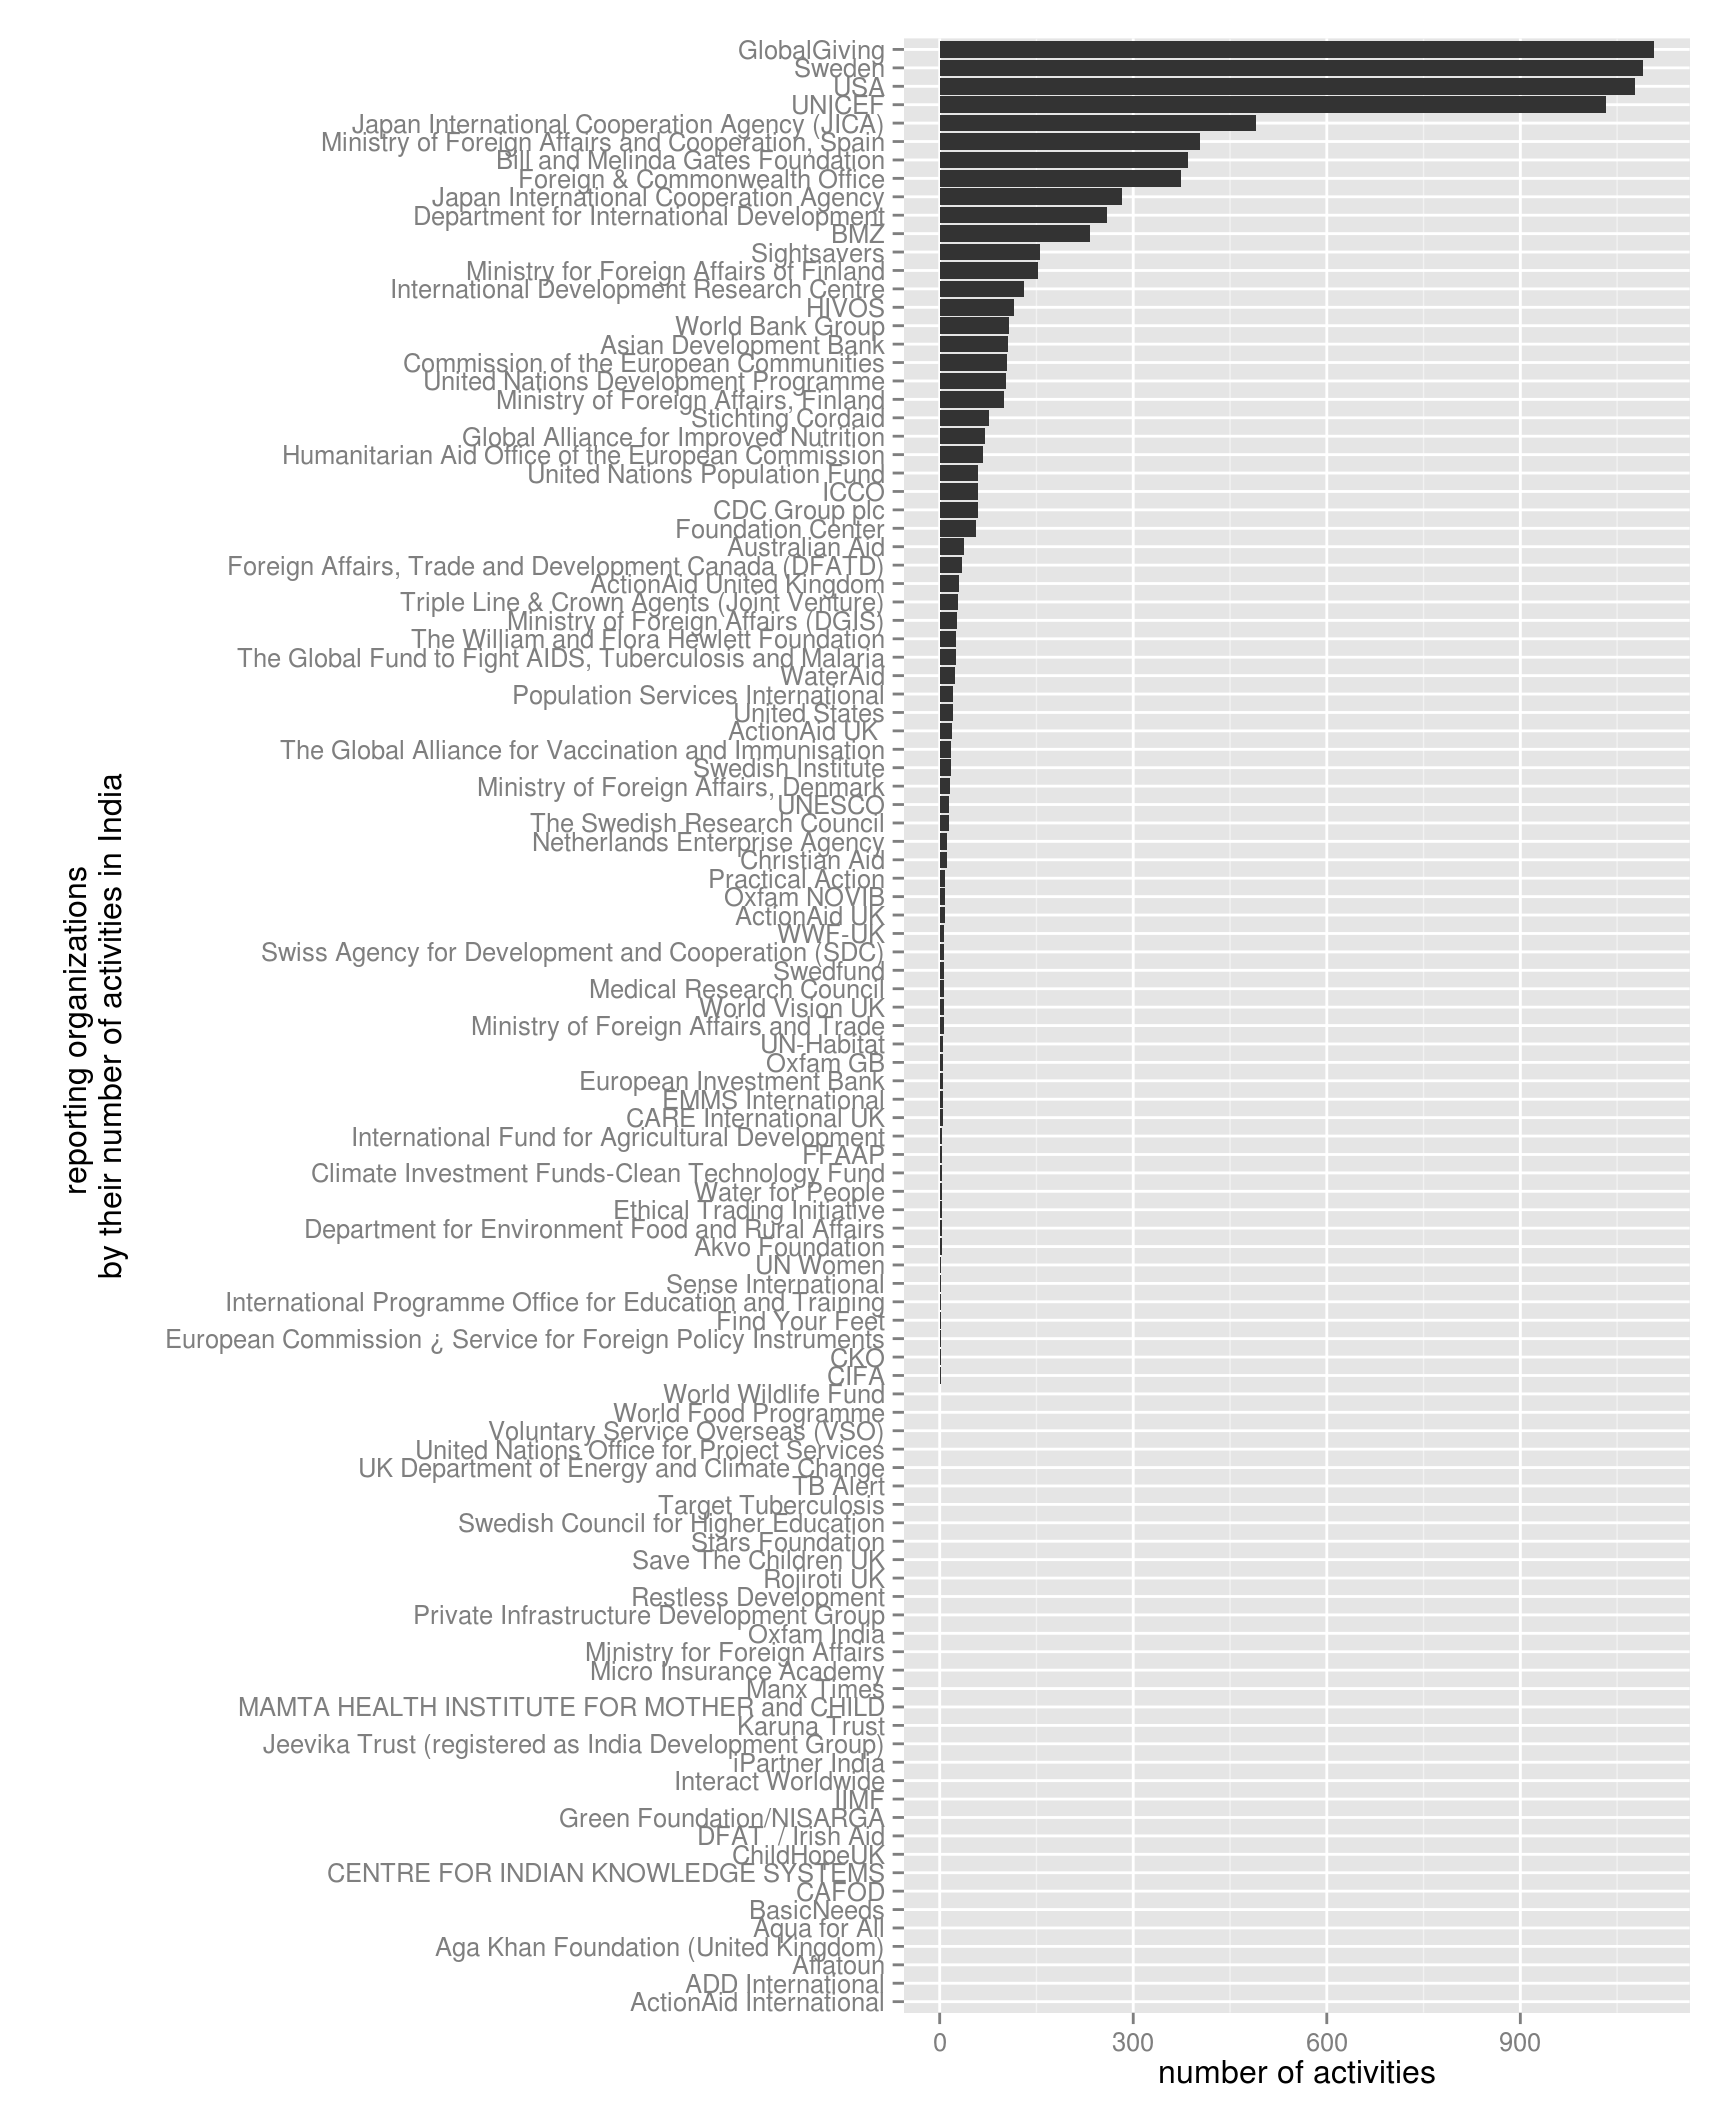 reporting organizations
by their number of activities in India
GlobalGiving
Sweden
USA
UNICEF
Japan International Cooperation Agency (JICA)
Ministry of Foreign Affairs and Cooperation, Spain
Bill and Melinda Gates Foundation
Foreign & Commonwealth Office
Japan International Cooperation Agency
Department for International Development
BMZ
Sightsavers
Ministry for Foreign Affairs of Finland
International Development Research Centre
HIVOS
World Bank Group
Asian Development Bank
Commission of the European Communities
United Nations Development Programme
Ministry of Foreign Affairs, Finland
Stichting Cordaid
Global Alliance for Improved Nutrition
Humanitarian Aid Office of the European Commission
United Nations Population Fund
ICCO
CDC Group plc
Foundation Center
Australian Aid
Foreign Affairs, Trade and Development Canada (DFATD)
ActionAid United Kingdom
Triple Line & Crown Agents (Joint Venture)
Ministry of Foreign Affairs (DGIS)
The William and Flora Hewlett Foundation
The Global Fund to Fight AIDS, Tuberculosis and Malaria
WaterAid
Population Services International
United States
ActionAid UK
The Global Alliance for Vaccination and Immunisation
Swedish Institute
Ministry of Foreign Affairs, Denmark
UNESCO
The Swedish Research Council
Netherlands Enterprise Agency
Christian Aid
Practical Action
Oxfam NOVIB
ActionAid UK
WWF-UK
Swiss Agency for Development and Cooperation (SDC)
Swedfund
Medical Research Council
World Vision UK
Ministry of Foreign Affairs and Trade
UN-Habitat
Oxfam GB
European Investment Bank
EMMS International
CARE International UK
International Fund for Agricultural Development
FFAAP
Climate Investment Funds-Clean Technology Fund
Water for People
Ethical Trading Initiative
Department for Environment Food and Rural Affairs
Akvo Foundation
UN Women
Sense International
International Programme Office for Education and Training
Find Your Feet
European Commission ¿ Service for Foreign Policy Instruments
CKO
CIFA
World Wildlife Fund
World Food Programme
Voluntary Service Overseas (VSO)
United Nations Office for Project Services
UK Department of Energy and Climate Change
TB Alert
Target Tuberculosis
Swedish Council for Higher Education
Stars Foundation
Save The Children UK
Rojiroti UK
Restless Development
Private Infrastructure Development Group
Oxfam India
Ministry for Foreign Affairs
Micro Insurance Academy
Manx Times
MAMTA HEALTH INSTITUTE FOR MOTHER and CHILD
Karuna Trust
Jeevika Trust (registered as India Development Group)
iPartner India
Interact Worldwide
IIMF
Green Foundation/NISARGA
DFAT / Irish Aid
ChildHopeUK
CENTRE FOR INDIAN KNOWLEDGE SYSTEMS
CAFOD
BasicNeeds
Aqua for All
Aga Khan Foundation (United Kingdom)
Aflatoun
ADD International
ActionAid International
0 300 600 900
number of activities